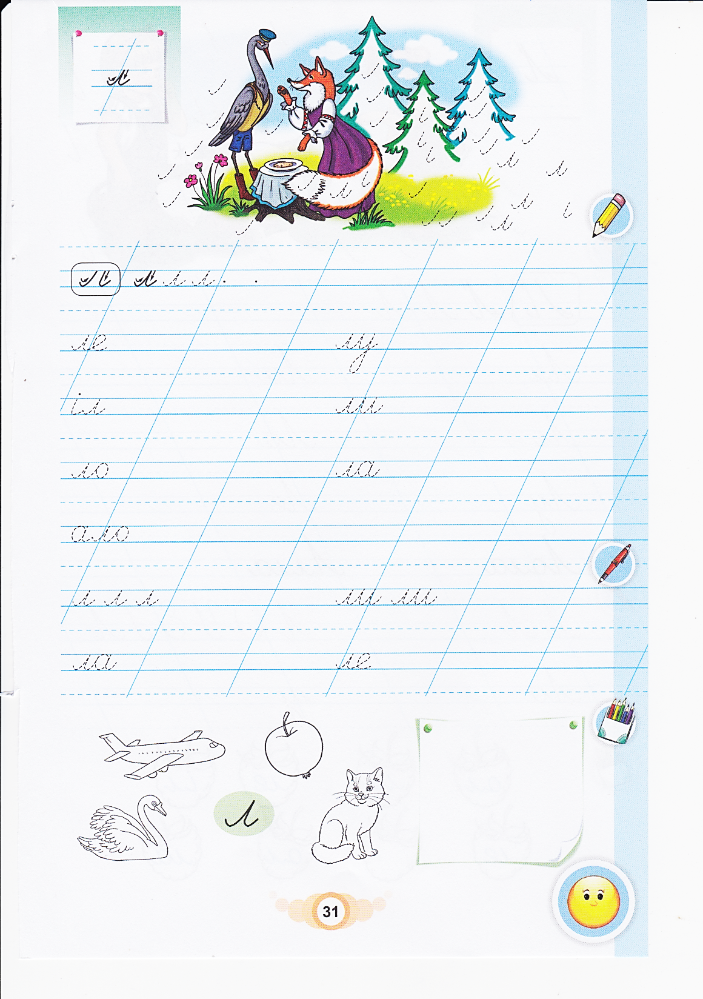 л
л л л л
ле лу
іл ли
ло ла
ало
л л л ли ли
ла ле
л
31